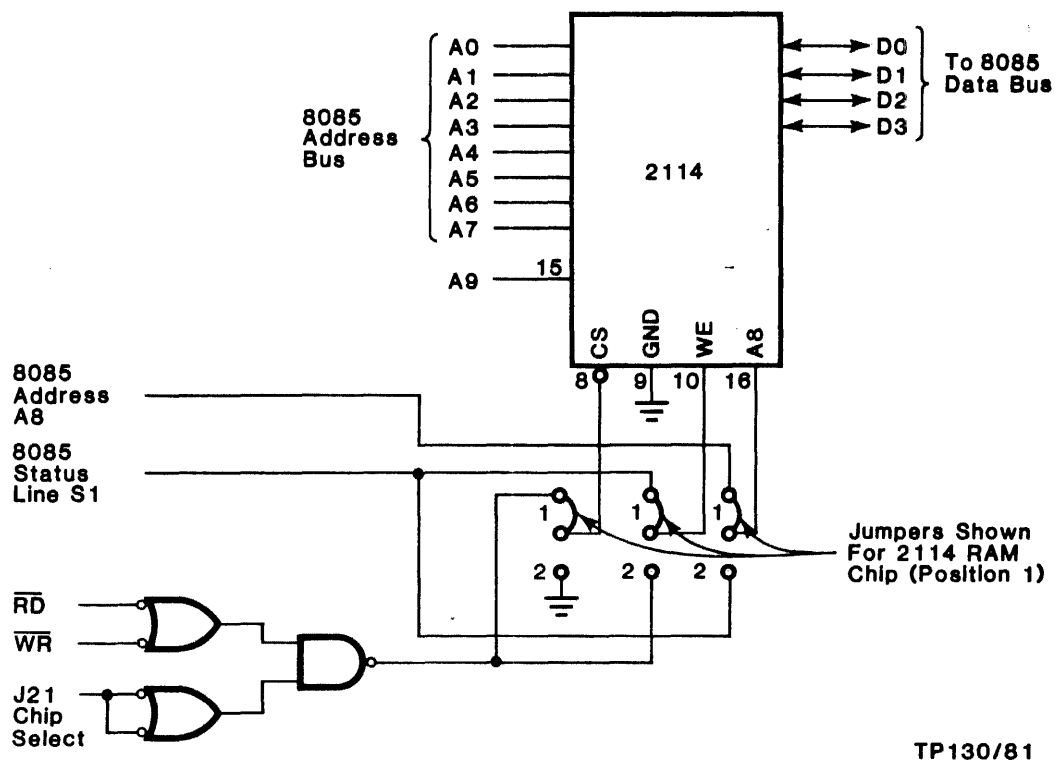 A0
A1
A2
A3
A4
A5
A6
A7
8085
Address
Bus
A9
15
2114
D0
D1
D2
D3
To 8085
Data Bus
CS
GND
WE
A8
8
9
10
16
8085
Address
A8
8085
Status
Line S1
1
1
1
2
2
2
Jumpers Shown
For 2114 RAM
Chip (Position 1)
RD
WR
J21
Chip
Select
TP130/81